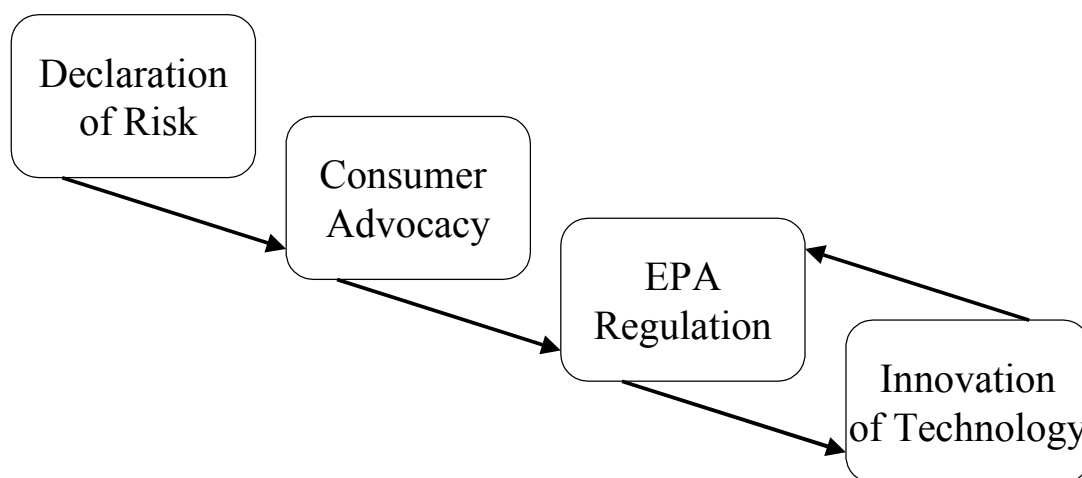 Declaration
of Risk
Consumer
Advocacy
EPA
Regulation
Innovation
of Technology